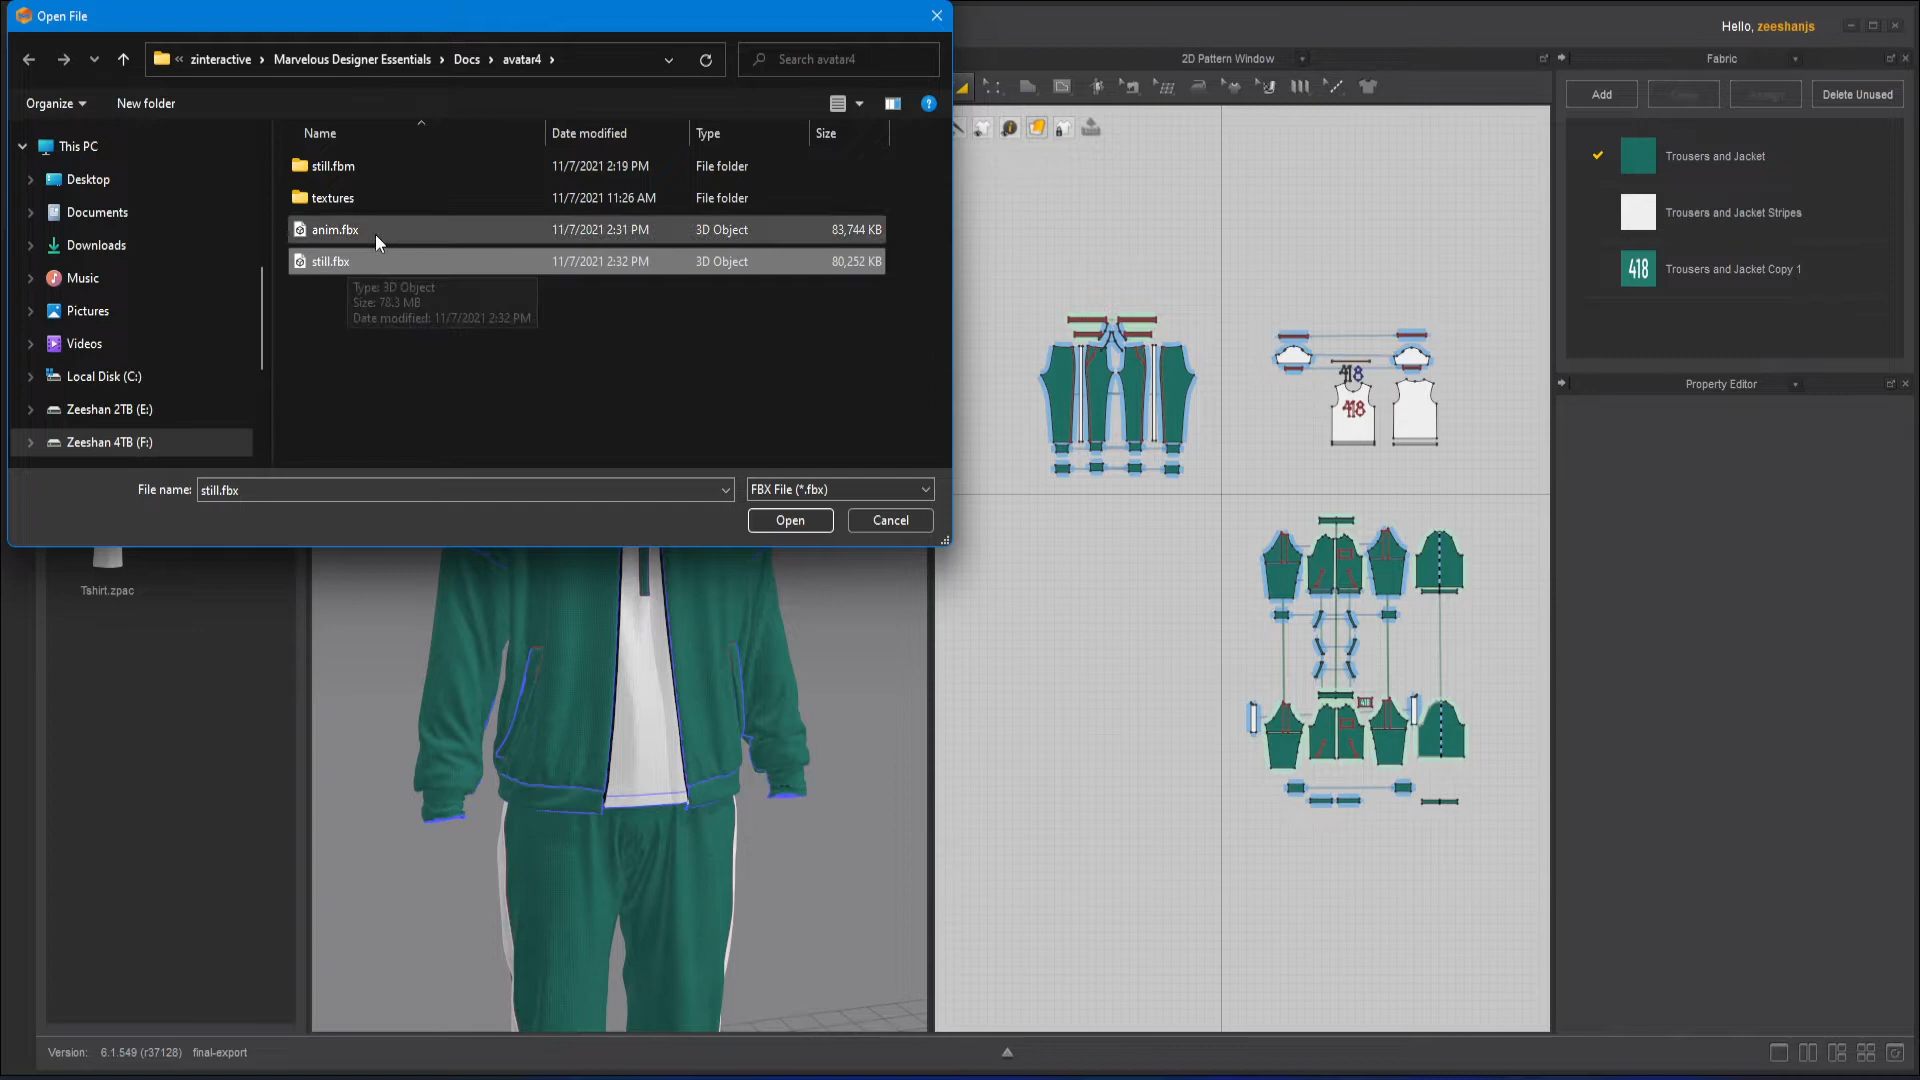 Open File
Hello, zeeshanjs
« zinteractive › Marvelous Designer Essentials › Docs › avatar4 ›
Search avatar4
2D Pattern Window
Fabric
Organize
New folder
Add
Delete Unused
Name
Date modified
Type
Size
This PC
still.fbm
11/7/2021 2:19 PM
File folder
Trousers and Jacket
Desktop
textures
11/7/2021 11:26 AM
File folder
Documents
Trousers and Jacket Stripes
anim.fbx
11/7/2021 2:31 PM
3D Object
83,744 KB
Downloads
still.fbx
11/7/2021 2:32 PM
3D Object
80,252 KB
418
Trousers and Jacket Copy 1
Music
Type: 3D Object
Size: 78.3 MB
Date modified: 11/7/2021 2:32 PM
Pictures
Videos
Local Disk (C:)
418
Property Editor
Zeeshan 2TB (E:)
418
Zeeshan 4TB (F:)
File name:
still.fbx
FBX File (*.fbx)
Open
Cancel
Tshirt.zpac
Version: 6.1.549 (r37128)
final-export